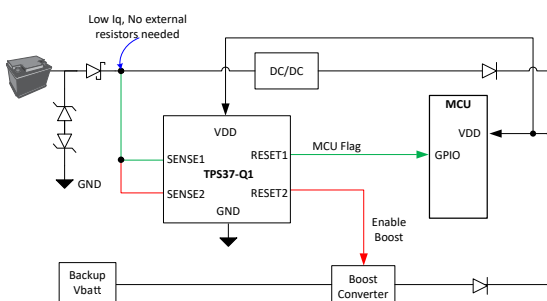 Low Iq, No external
resistors needed
DC/DC
MCU
VDD
VDD
SENSE1
RESET1
MCU Flag
GPIO
TPS37-Q1
GND
SENSE2
RESET2
GND
Enable
Boost
Backup
Vbatt
Boost
Converter